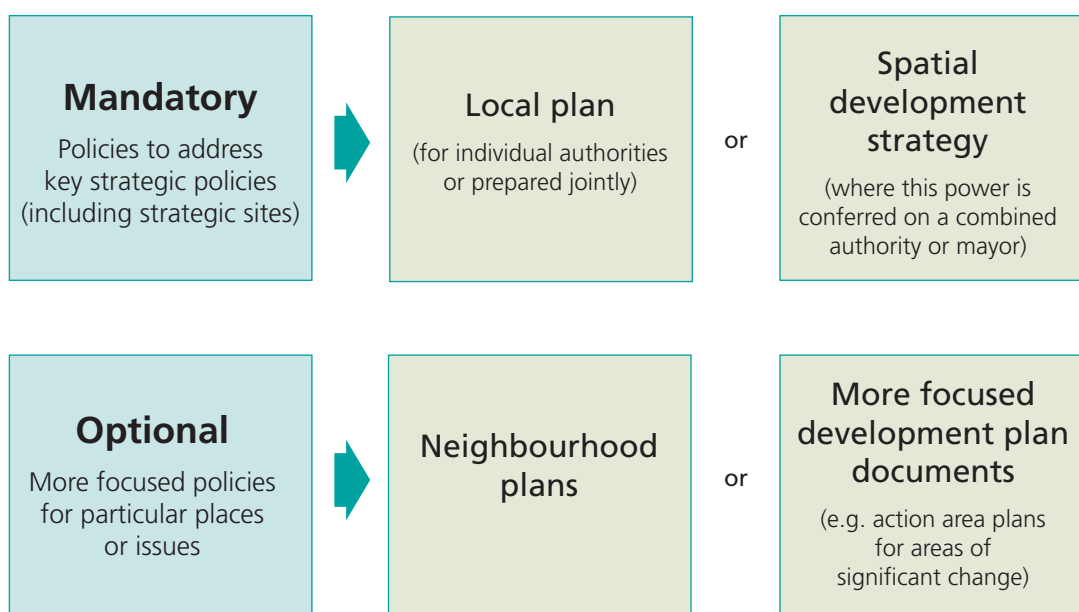 Mandatory
Policies to address
key strategic policies
(including strategic sites)
Local plan
(for individual authorities
or prepared jointly)
or
Spatial
development
strategy
(where this power is
conferred on a combined
authority or mayor)
Optional
More focused policies
for particular places
or issues
Neighbourhood
plans
or
More focused
development plan
documents
(e.g. action area plans
for areas of
significant change)